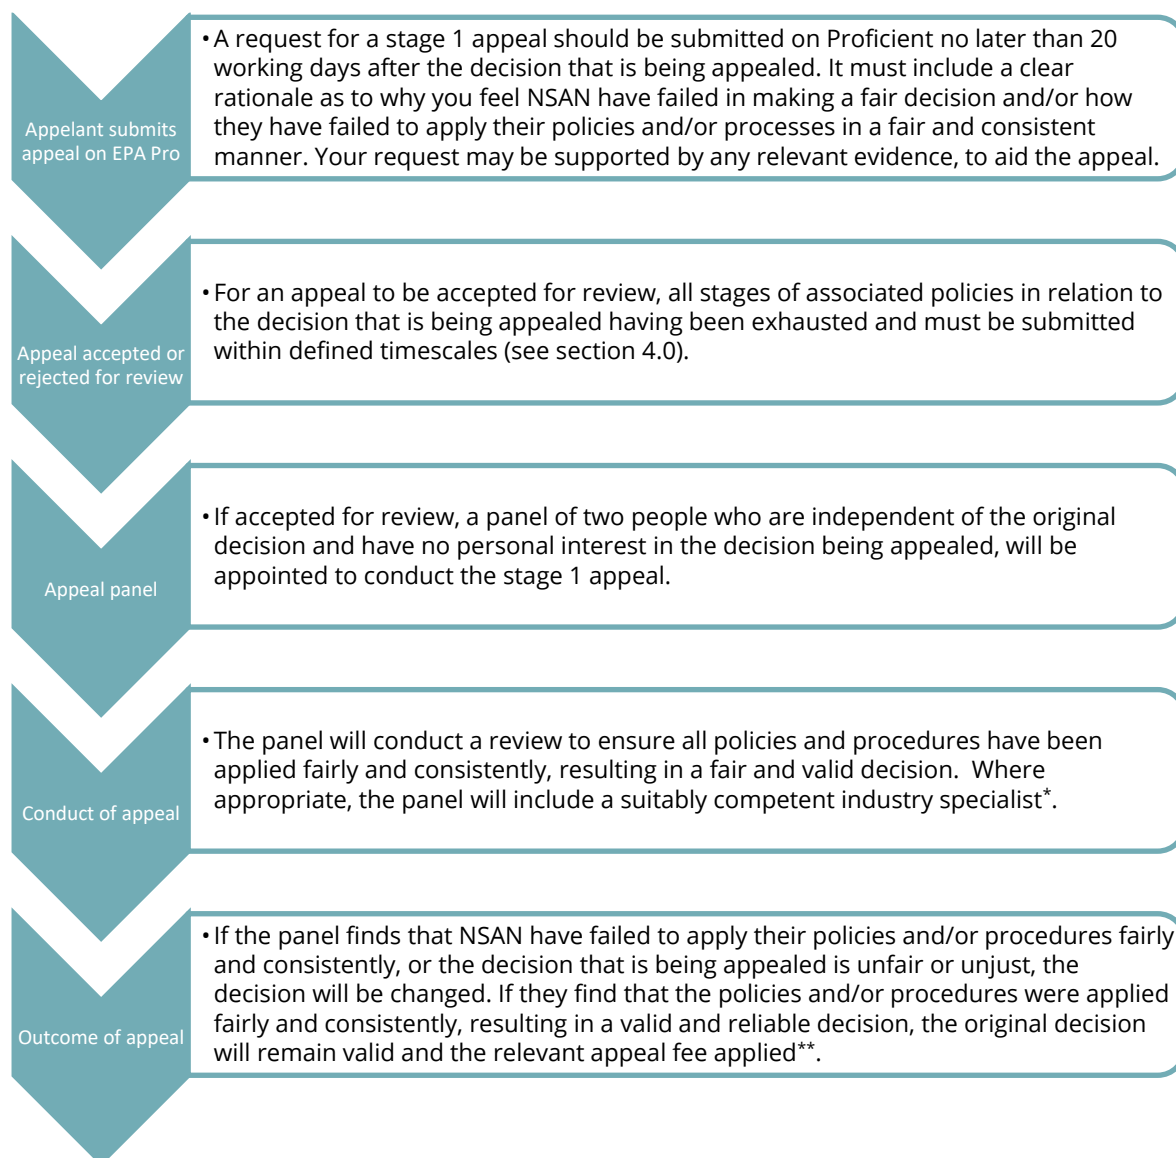 Appelant submits
appeal on EPA Pro
• A request for a stage 1 appeal should be submitted on Proficient no later than 20
working days after the decision that is being appealed. It must include a clear
rationale as to why you feel NSAN have failed in making a fair decision and/or how
they have failed to apply their policies and/or processes in a fair and consistent
manner. Your request may be supported by any relevant evidence, to aid the appeal.
Appeal accepted or
rejected for review
• For an appeal to be accepted for review, all stages of associated policies in relation to
the decision that is being appealed having been exhausted and must be submitted
within defined timescales (see section 4.0).
Appeal panel
• If accepted for review, a panel of two people who are independent of the original
decision and have no personal interest in the decision being appealed, will be
appointed to conduct the stage 1 appeal.
Conduct of appeal
• The panel will conduct a review to ensure all policies and procedures have been
applied fairly and consistently, resulting in a fair and valid decision.  Where
appropriate, the panel will include a suitably competent industry specialist*.
Outcome of appeal
• If the panel finds that NSAN have failed to apply their policies and/or procedures fairly
and consistently, or the decision that is being appealed is unfair or unjust, the
decision will be changed. If they find that the policies and/or procedures were applied
fairly and consistently, resulting in a valid and reliable decision, the original decision
will remain valid and the relevant appeal fee applied**.